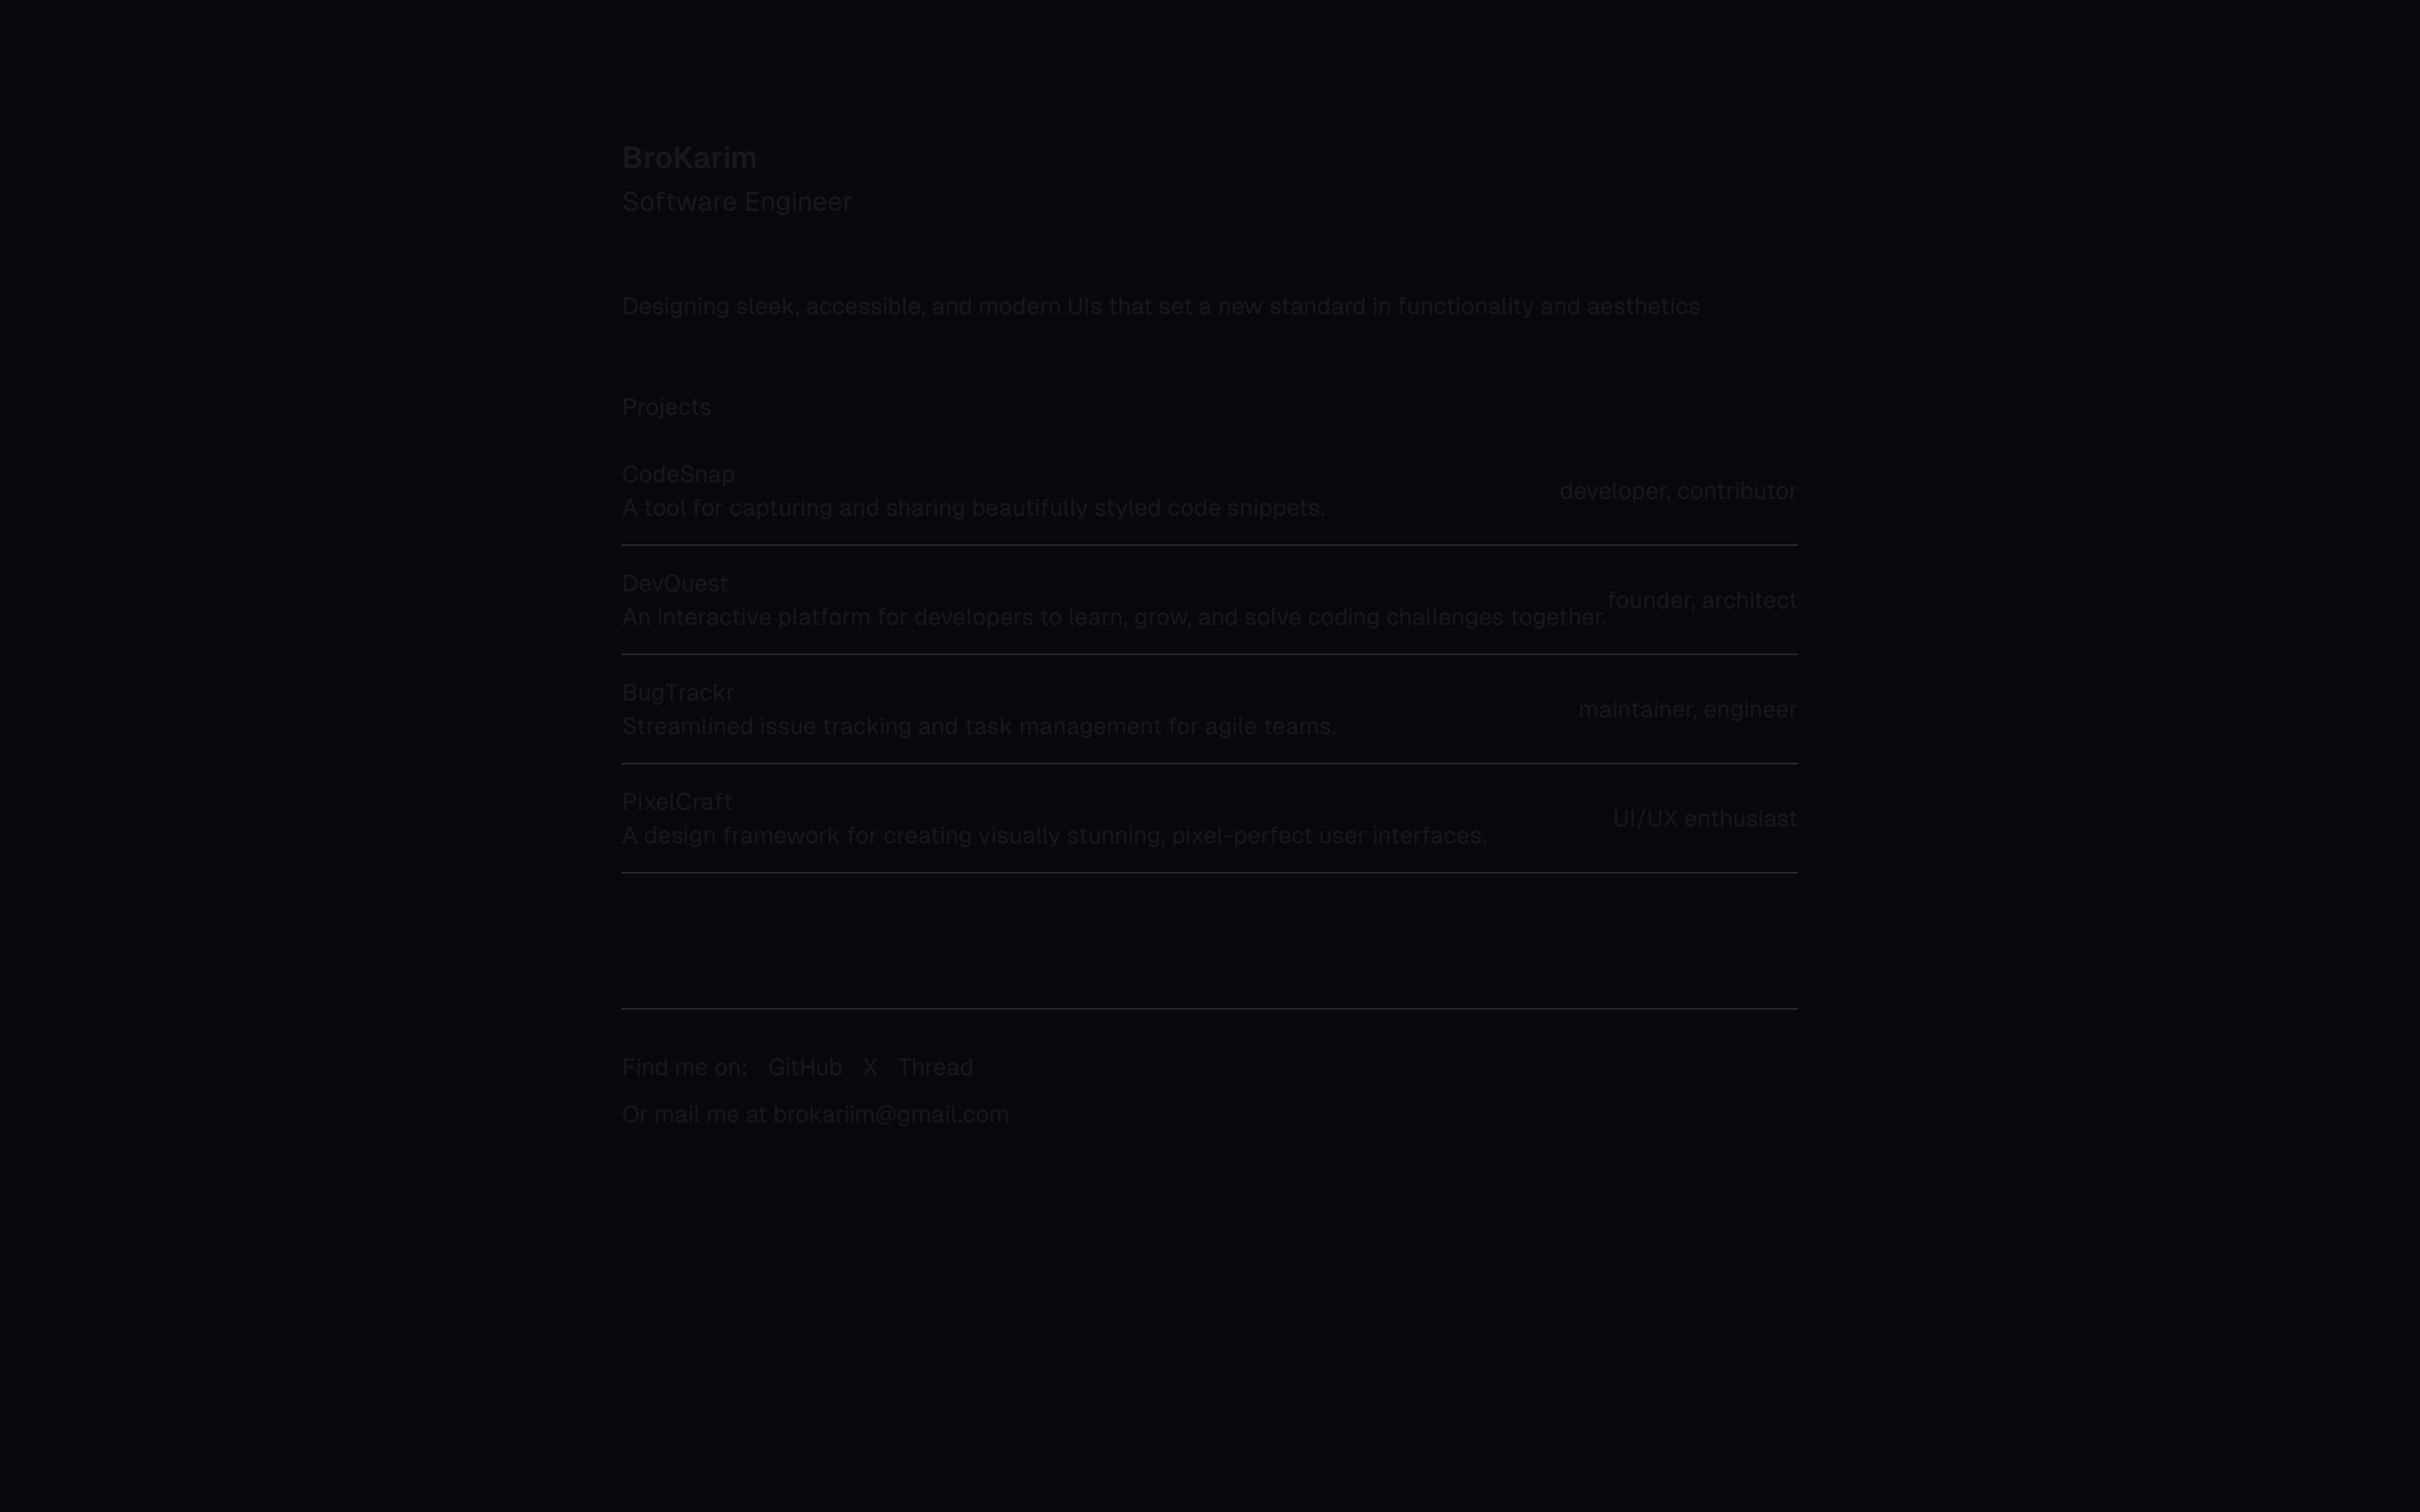 BroKarim
Software Engineer
Designing sleek, accessible, and modern UIs that set a new standard in functionality and aesthetics
Projects
CodeSnap
A tool for capturing and sharing beautifully styled code snippets.
developer, contributor
DevQuest
An interactive platform for developers to learn, grow, and solve coding challenges together.
founder, architect
BugTrackr
Streamlined issue tracking and task management for agile teams.
maintainer, engineer
PixelCraft
A design framework for creating visually stunning, pixel-perfect user interfaces.
UI/UX enthusiast
Find me on: GitHub X Thread
Or mail me at brokariim@gmail.com